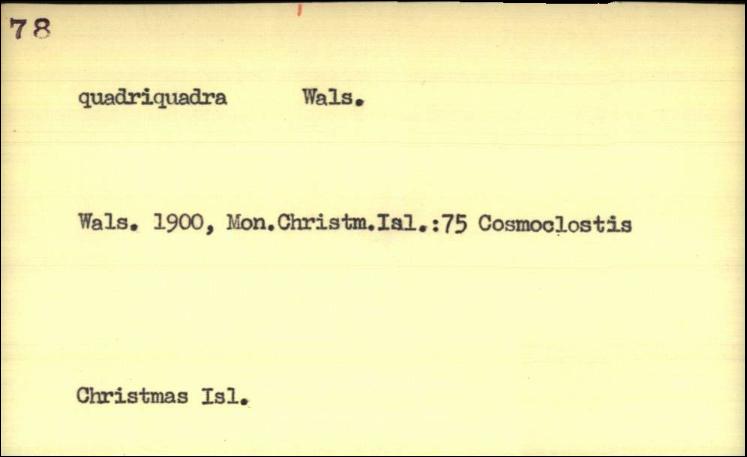 78
quadriquadra Wals.
Wals. 1900, Mon.Christm.Isl.:75 Cosmoclostis
Christmas Isl.